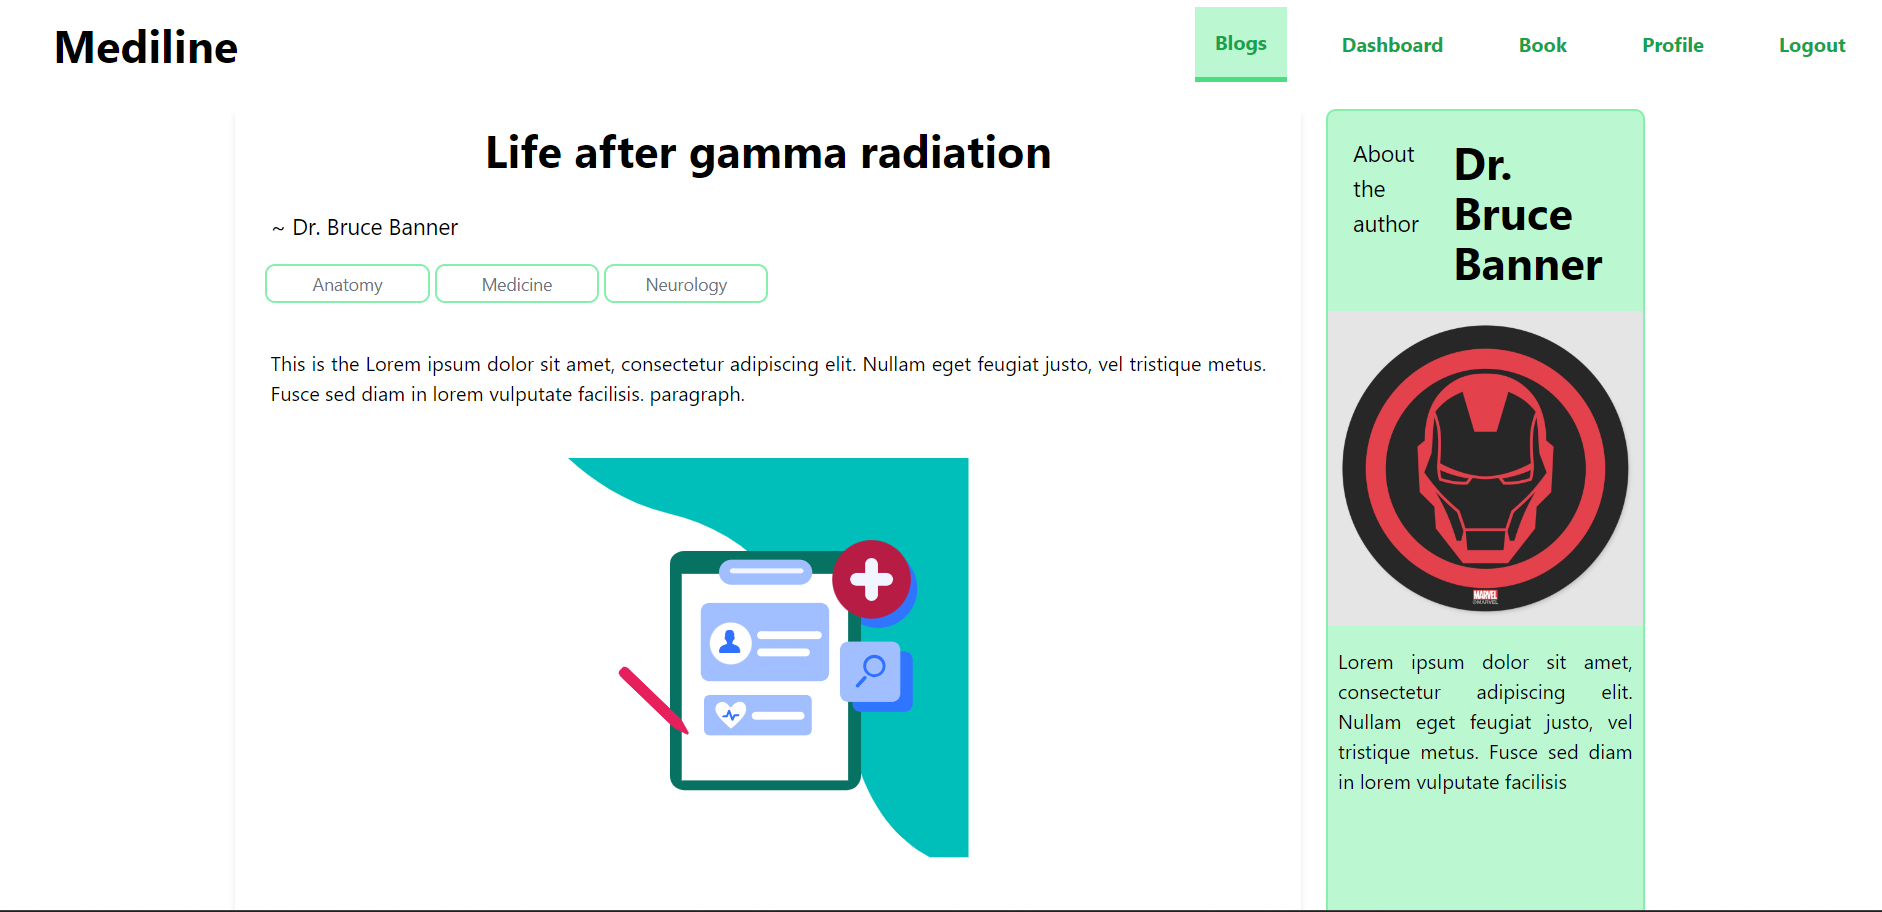 Mediline
Blogs
Dashboard
Book
Profile
Logout
Life after gamma radiation
~ Dr. Bruce Banner
Anatomy
Medicine
Neurology
This is the Lorem ipsum dolor sit amet, consectetur adipiscing elit. Nullam eget feugiat justo, vel tristique metus.
Fusce sed diam in lorem vulputate facilisis. paragraph.
About
the
author
Dr.
Bruce
Banner
MARVEL
©MARVEL
Lorem ipsum dolor sit amet,
consectetur adipiscing elit.
Nullam eget feugiat justo, vel
tristique metus. Fusce sed diam
in lorem vulputate facilisis